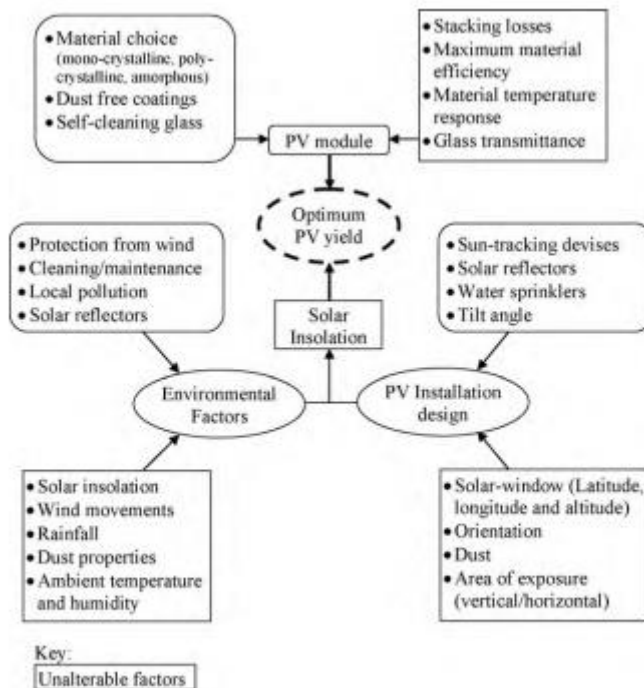 • Material choice
(mono-crystalline, poly-
crystalline, amorphous)
• Dust free coatings
• Self-cleaning glass
• Stacking losses
• Maximum material
efficiency
• Material temperature
response
• Glass transmittance
PV module
Optimum
PV yield
• Protection from wind
• Cleaning/maintenance
• Local pollution
• Solar reflectors
• Sun-tracking devises
• Solar reflectors
• Water sprinklers
• Tilt angle
Solar
Insolation
Environmental
Factors
PV Installation
design
• Solar insolation
• Wind movements
• Rainfall
• Dust properties
• Ambient temperature
and humidity
• Solar-window (Latitude,
longitude and altitude)
• Orientation
• Dust
• Area of exposure
(vertical/horizontal)
Key:
Unalterable factors